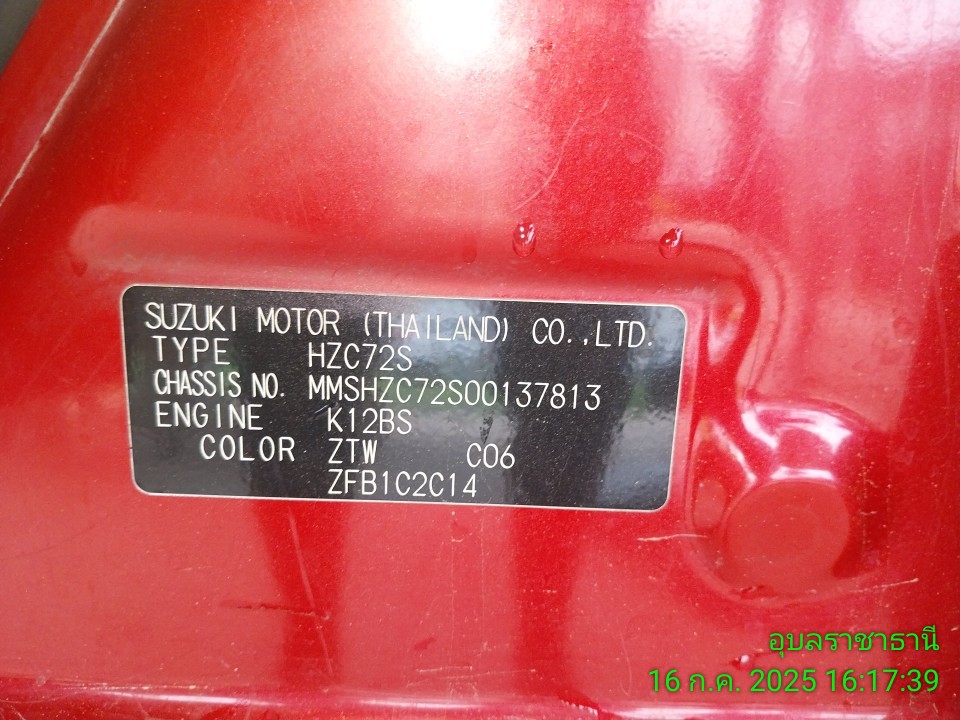 SUZUKI MOTOR (THAILAND) CO.,LTD.
TYPE HZC72S
CHASSIS NO. MMSHZC72S00137813
ENGINE K12BS
COLOR ZTW C06
ZFB1C2C14
อุบลราชธานี
16 ก.ค. 2025 16:17:39